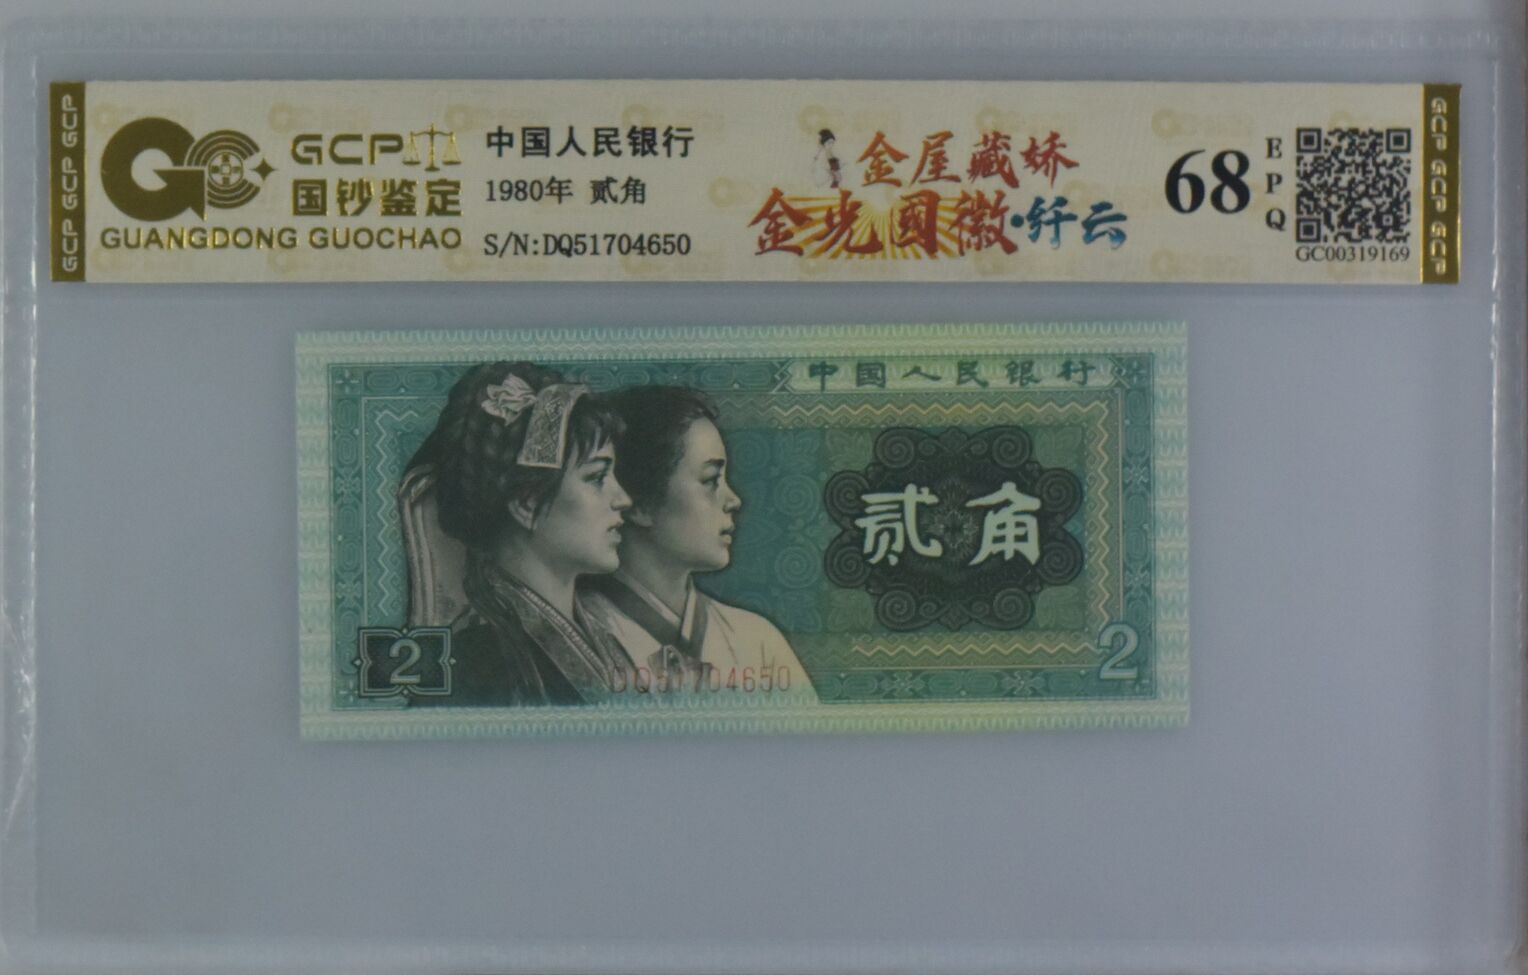 GCP GCP GCP
GCP
国钞鉴定
GUANGDONG GUOCHAO
中国人民银行
1980年 贰角
S/N:DQ51704650
金屋藏娇
金光國徽·纤云
68
EPQ
GC00319169
GCP GCP GCP
中国人民银行
贰角
2
2
DQ51704650